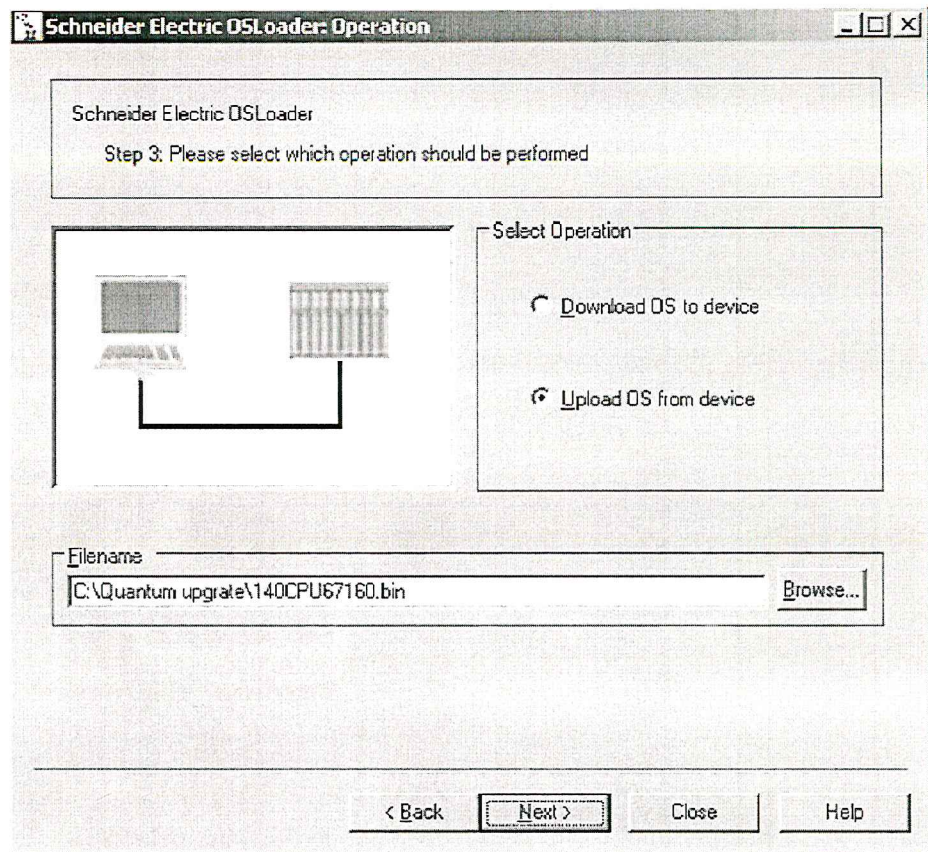 Schneider Electric OSLoader: Operation
Schneider Electric OSLoader
Step 3: Please select which operation should be performed
Select Operation
Download OS to device
Upload OS from device
Filename
C:\Quantum upgrate\140CPU67160.bin
Browse...
< Back
Next >
Close
Help